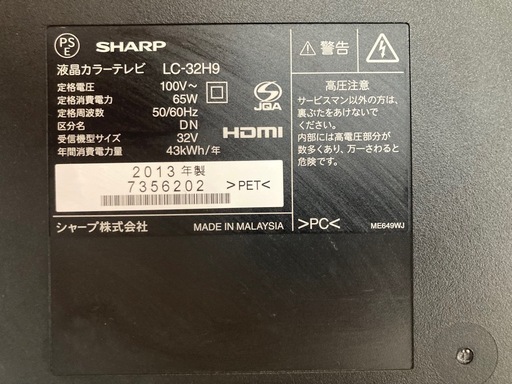 PS
E
SHARP
液晶カラーテレビ LC-32H9
定格電圧 100V～
定格消費電力 65W
定格周波数 50/60Hz
区分名 DN
受信機型サイズ 32V
年間消費電力量 43kWh/年
JQA
HDMI
2013 年製
7356202
>PET<
シャープ株式会社 MADE IN MALAYSIA
警告
高圧注意
サービスマン以外の方は、
裏ぶたをあけないで
ください。
内部には高電圧部分が
数多くあり、万一さわると
危険です。
>PC<
ME649WJ